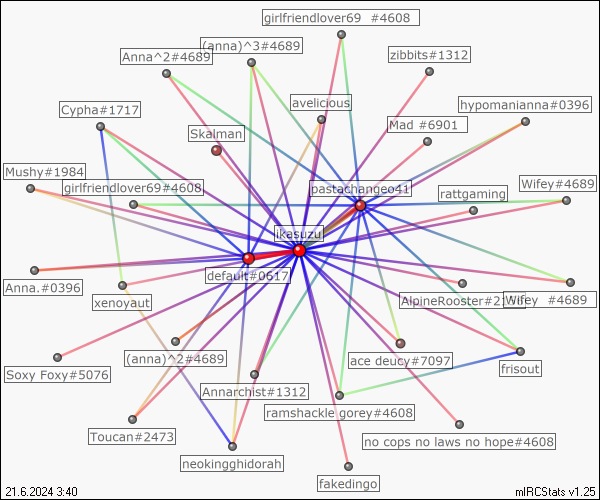 girlfriendlover69 #4608
(anna)^3#4689
Anna^2#4689
zibbits#1312
avelicious
hypomanianna#0396
Cypha#1717
Mad #6901
Skalman
Mushy#1984
girlfriendlover69#4608
pastachangeo41
Wifey#4689
rattgaming
ikasuzu
default#0617
Anna.#0396
xenoyaut
Wifey #4689
(anna)^2#4689
ace deucy#7097
frisout
Soxy Foxy#5076
Annarchist#1312
ramshackle gorey#4608
Toucan#2473
no cops no laws no hope#4608
neokingghidorah
fakedingo
21.6.2024 3:40
mIRCStats v1.25